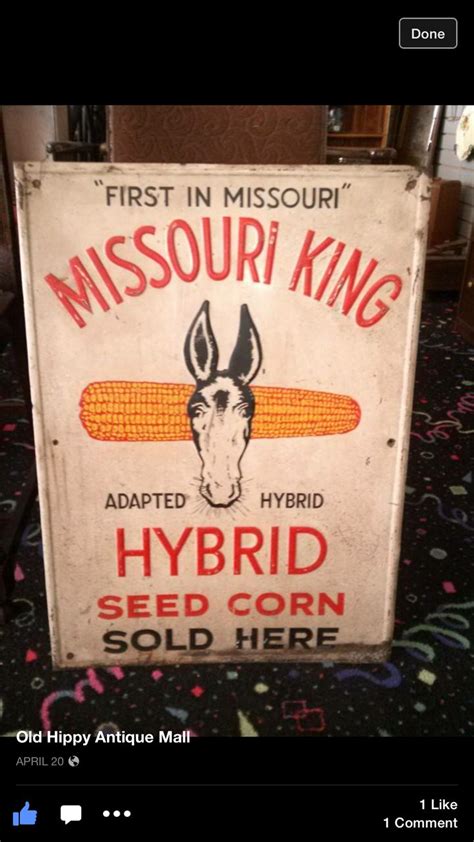 Done
"FIRST IN MISSOURI"
MISSOURI KING
ADAPTED HYBRID
HYBRID
SEED CORN
SOLD HERE
Old Hippy Antique Mall
APRIL 20
1 Like
1 Comment